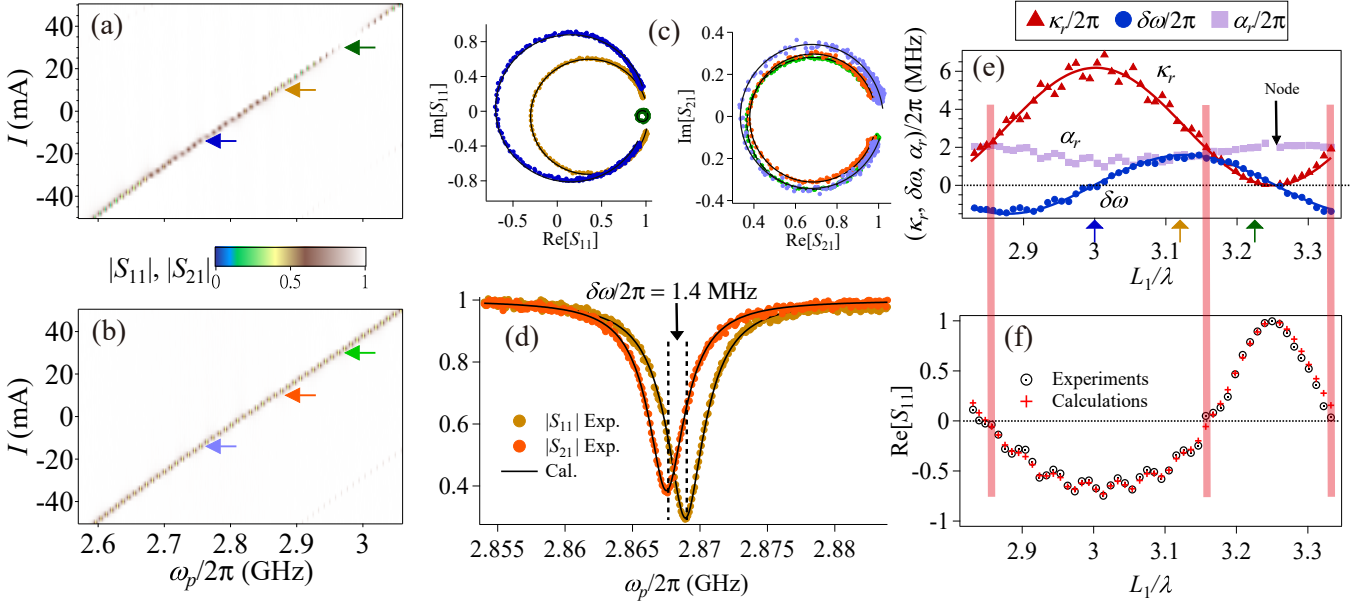 (a)
I (mA)
40
20
0
-20
-40
|S₁₁|, |S₂₁|
0
0.5
1
(b)
I (mA)
40
20
0
-20
-40
2.6
2.7
2.8
2.9
3
ωₚ/2π (GHz)
(c)
Im[S₁₁]
0.8
0.4
0
-0.4
-0.8
-0.5
0
0.5
1
Re[S₁₁]
Im[S₂₁]
0.4
0.2
0
0.2
0.4
0.4
0.6
0.8
1
Re[S₂₁]
δω/2π = 1.4 MHz
(d)
1
0.8
0.6
0.4
|S₁₁| Exp.
|S₂₁| Exp.
Cal.
2.855
2.86
2.865
2.87
2.875
2.88
ωₚ/2π (GHz)
κᵣ/2π δω/2π αᵣ/2π
(e)
(κᵣ, δω, αᵣ)/2π (MHz)
6
4
2
0
κᵣ
Node
αᵣ
δω
2.9
3
3.1
3.2
3.3
L₁/λ
(f)
Re[S₁₁]
1
0.5
0
-0.5
-1
Experiments
Calculations
2.9
3
3.1
3.2
3.3
L₁/λ